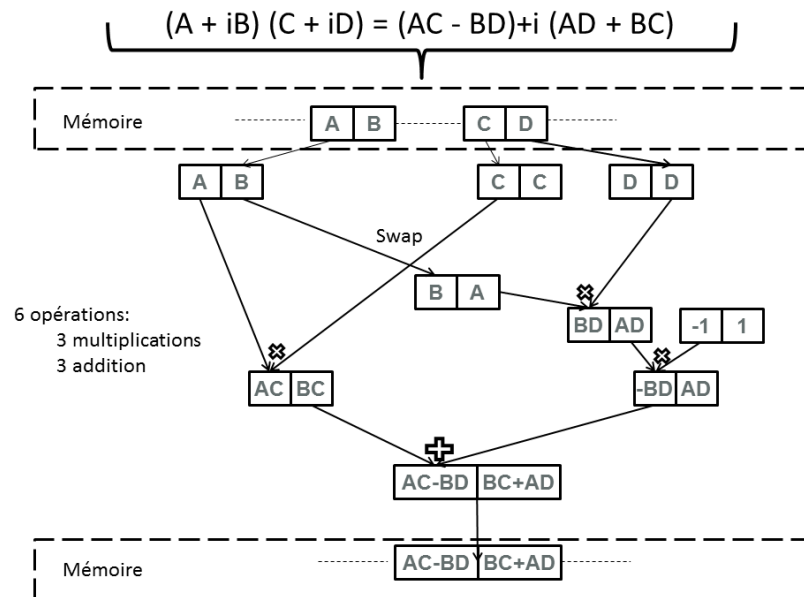 (A + iB) (C + iD) = (AC - BD)+i (AD + BC)
Mémoire
A B
C D
A B
C C
D D
Swap
B A
6 opérations:
3 multiplications
3 addition
BD AD
-1 1
AC BC
-BD AD
AC-BD BC+AD
Mémoire
AC-BD BC+AD